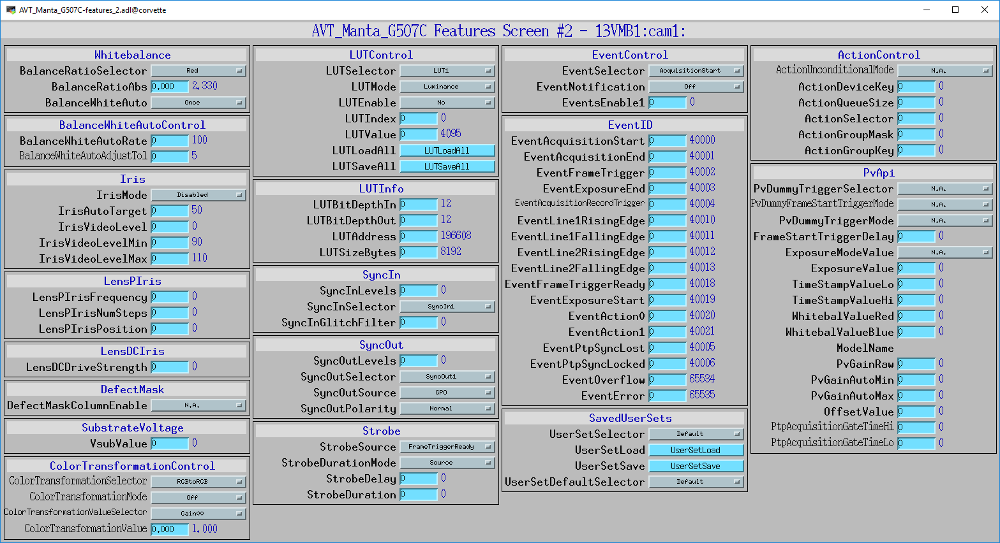 AVT_Manta_G507C-features_2.adl@corvette
AVT_Manta_G507C Features Screen #2 - 13VMB1:cam1:
Whitebalance
BalanceRatioSelector Red
BalanceRatioAbs 0.000 2.330
BalanceWhiteAuto Once
BalanceWhiteAutoControl
BalanceWhiteAutoRate 0 100
BalanceWhiteAutoAdjustTol 0 5
Iris
IrisMode Disabled
IrisAutoTarget 0 50
IrisVideoLevel 0 0
IrisVideoLevelMin 0 90
IrisVideoLevelMax 0 110
LensPIris
LensPIrisFrequency 0 0
LensPIrisNumSteps 0 0
LensPIrisPosition 0 0
LensDCIris
LensDCDriveStrength 0 0
DefectMask
DefectMaskColumnEnable N.A.
SubstrateVoltage
VsubValue 0 0
ColorTransformationControl
ColorTransformationSelector RGBtoRGB
ColorTransformationMode Off
ColorTransformationValueSelector Gain00
ColorTransformationValue 0.000 1.000
LUTControl
LUTSelector LUT1
LUTMode Luminance
LUTEnable No
LUTIndex 0 0
LUTValue 0 4095
LUTLoadAll LUTLoadAll
LUTSaveAll LUTSaveAll
LUTInfo
LUTBitDepthIn 0 12
LUTBitDepthOut 0 12
LUTAddress 0 196608
LUTSizeBytes 0 8192
SyncIn
SyncInLevels 0 0
SyncInSelector SyncIn1
SyncInGlitchFilter 0 0
SyncOut
SyncOutLevels 0 0
SyncOutSelector SyncOut1
SyncOutSource GPO
SyncOutPolarity Normal
Strobe
StrobeSource FrameTriggerReady
StrobeDurationMode Source
StrobeDelay 0 0
StrobeDuration 0 0
EventControl
EventSelector AcquisitionStart
EventNotification Off
EventsEnable1 0 0
EventID
EventAcquisitionStart 0 40000
EventAcquisitionEnd 0 40001
EventFrameTrigger 0 40002
EventExposureEnd 0 40003
EventAcquisitionRecordTrigger 0 40004
EventLine1RisingEdge 0 40010
EventLine1FallingEdge 0 40011
EventLine2RisingEdge 0 40012
EventLine2FallingEdge 0 40013
EventFrameTriggerReady 0 40018
EventExposureStart 0 40019
EventAction0 0 40020
EventAction1 0 40021
EventPtpSyncLost 0 40005
EventPtpSyncLocked 0 40006
EventOverflow 0 65534
EventError 0 65535
SavedUserSets
UserSetSelector Default
UserSetLoad UserSetLoad
UserSetSave UserSetSave
UserSetDefaultSelector Default
ActionControl
ActionUnconditionalMode N.A.
ActionDeviceKey 0 0
ActionQueueSize 0 0
ActionSelector 0 0
ActionGroupMask 0 0
ActionGroupKey 0 0
PvApi
PvDummyTriggerSelector N.A.
PvDummyFrameStartTriggerMode N.A.
PvDummyTriggerMode N.A.
FrameStartTriggerDelay 0 0
ExposureModeValue N.A.
ExposureValue 0 0
TimeStampValueLo 0 0
TimeStampValueHi 0 0
WhitebalValueRed 0 0
WhitebalValueBlue 0 0
ModelName
PvGainRaw 0 0
PvGainAutoMin 0 0
PvGainAutoMax 0 0
OffsetValue 0 0
PtpAcquisitionGateTimeHi 0 0
PtpAcquisitionGateTimeLo 0 0